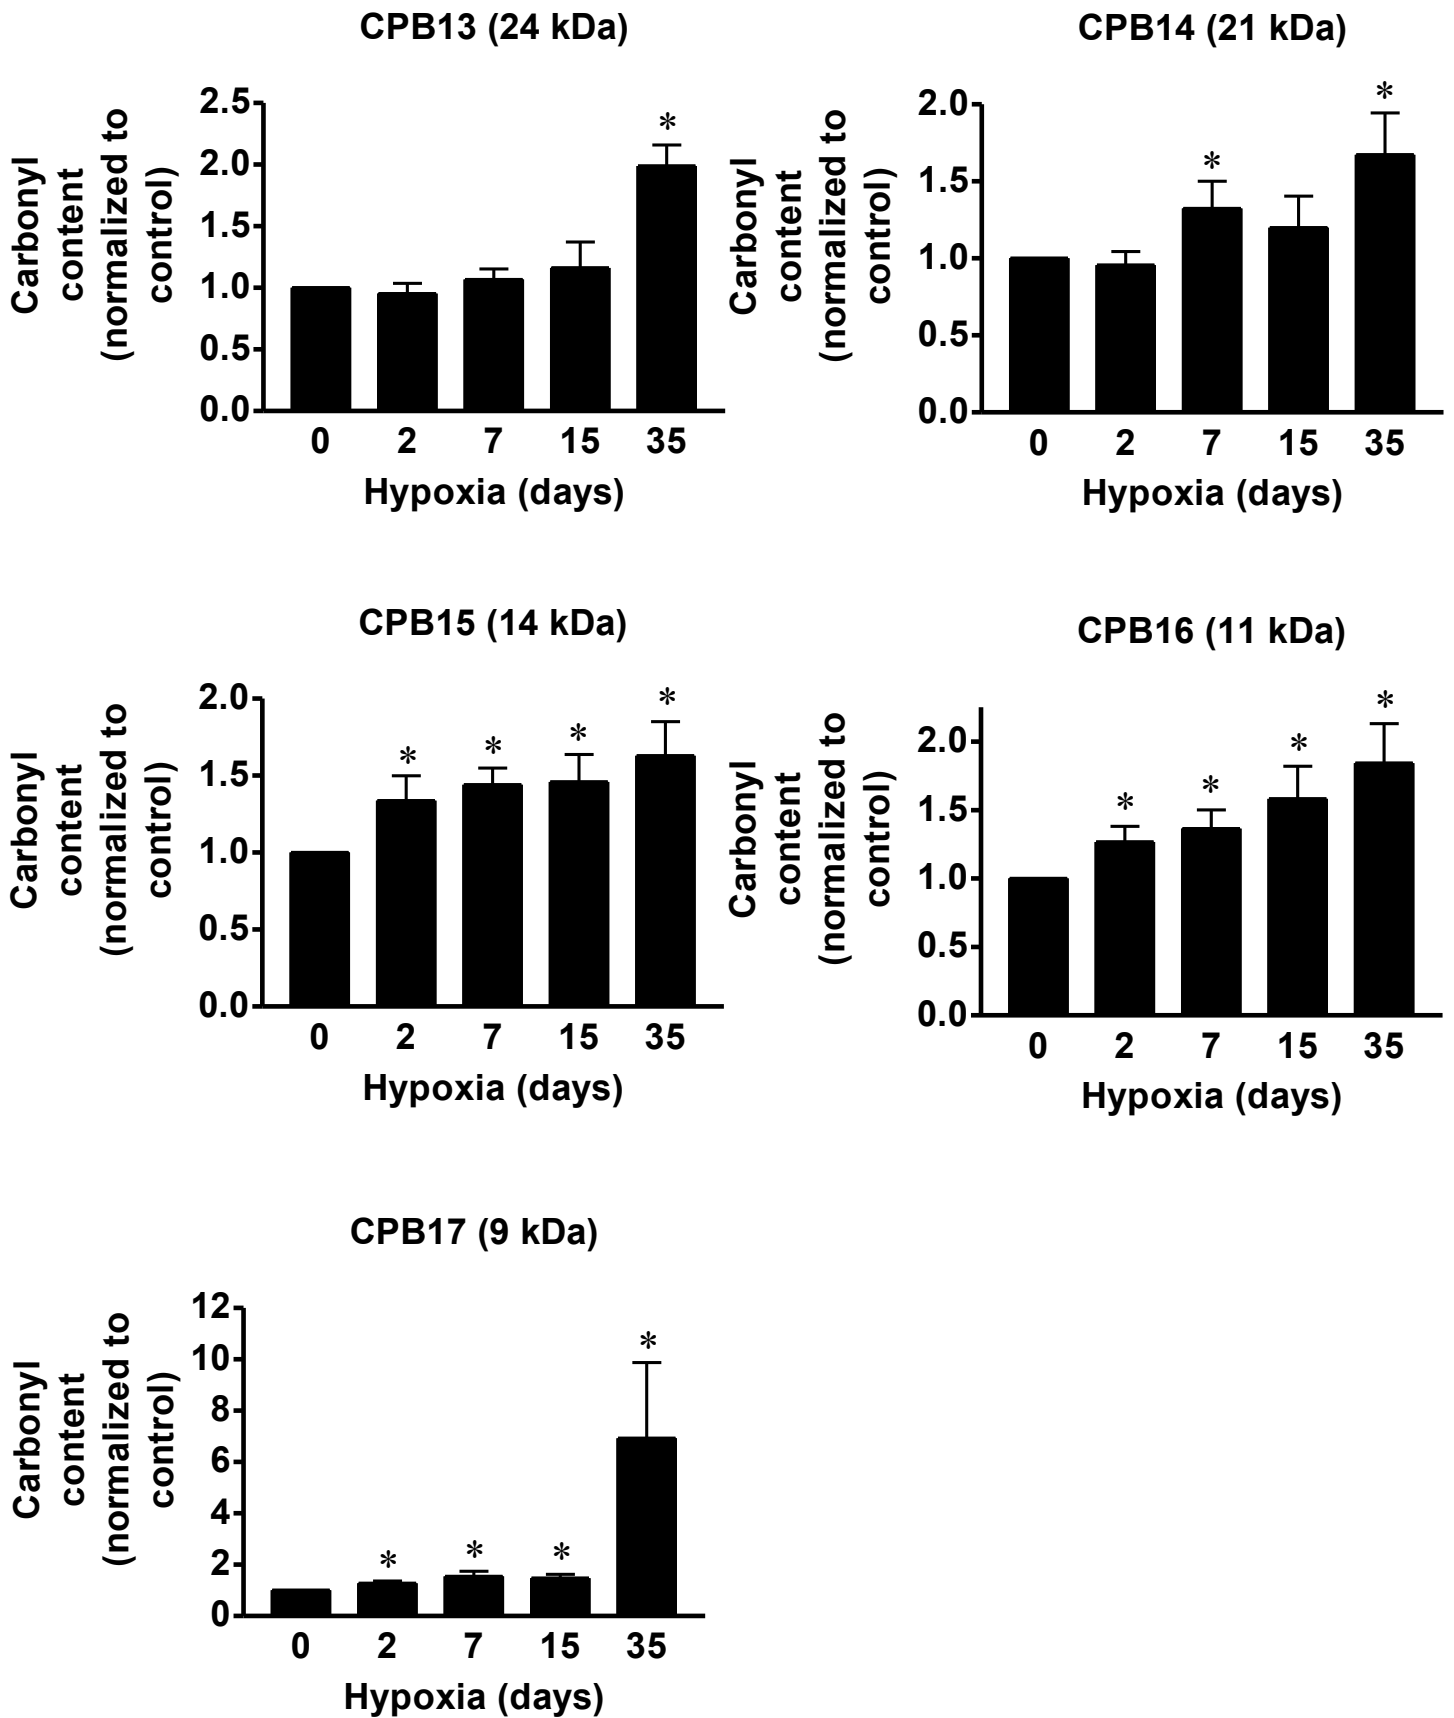 CPB13 (24 kDa)
Carbonyl
content
(normalized to
control)
2.5
2.0
1.5
1.0
0.5
0.0
*
0 2 7 15 35
Hypoxia (days)
CPB14 (21 kDa)
Carbonyl
content
(normalized to
control)
2.0
1.5
1.0
0.5
0.0
* *
0 2 7 15 35
Hypoxia (days)
CPB15 (14 kDa)
Carbonyl
content
(normalized to
control)
2.0
1.5
1.0
0.5
0.0
* * * *
0 2 7 15 35
Hypoxia (days)
CPB16 (11 kDa)
Carbonyl
content
(normalized to
control)
2.0
1.5
1.0
0.5
0.0
* * * *
0 2 7 15 35
Hypoxia (days)
CPB17 (9 kDa)
Carbonyl
content
(normalized to
control)
12
10
8
6
4
2
0
* * * *
0 2 7 15 35
Hypoxia (days)